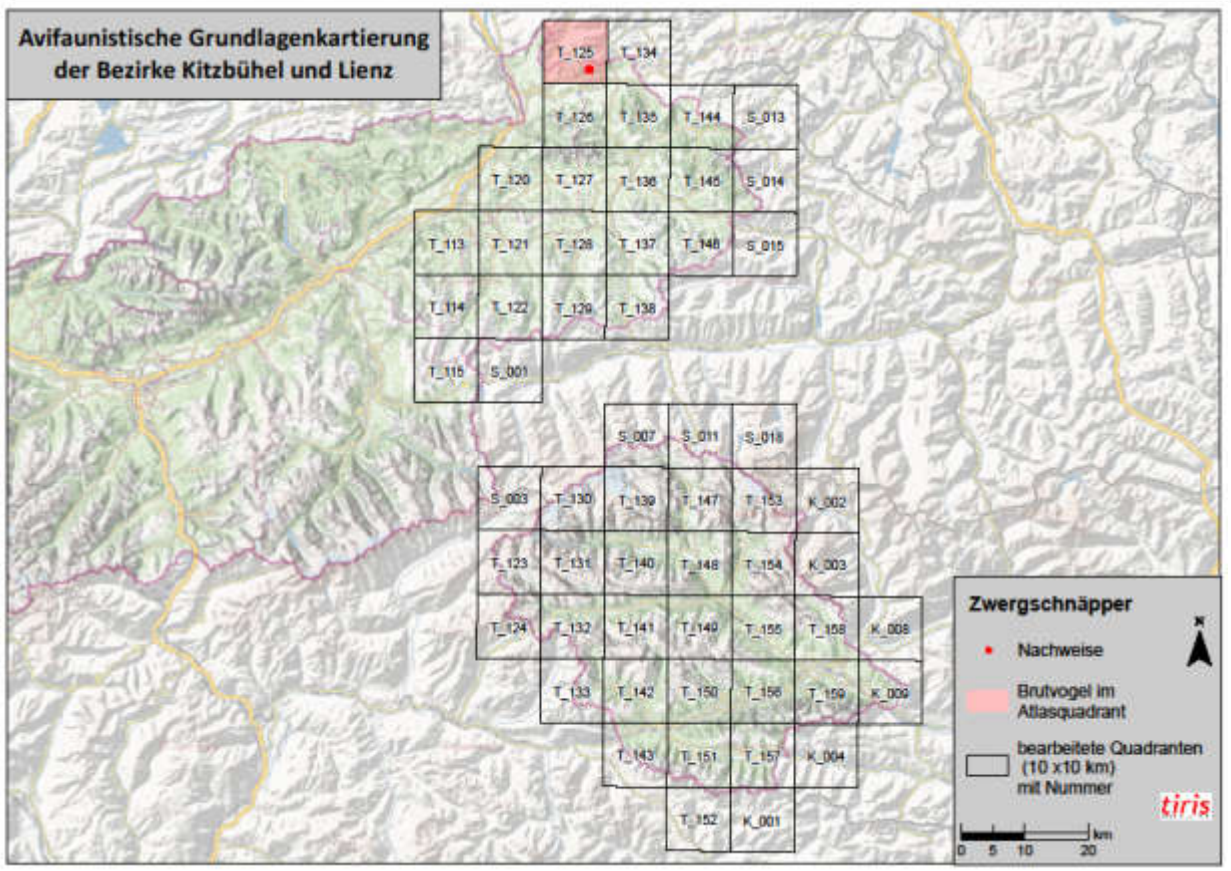 Avifaunistische Grundlagenkartierung
der Bezirke Kitzbühel und Lienz
T_125 T_134
T_126 T_135 T_144 S_013
T_120 T_127 T_136 T_145 S_014
T_113 T_121 T_128 T_137 T_146 S_015
T_114 T_122 T_129 T_138
T_115 S_001
S_007 S_011 S_018
S_003 T_130 T_139 T_147 T_153 K_002
T_123 T_131 T_140 T_148 T_154 K_003
T_124 T_132 T_141 T_149 T_155 T_158 K_008
T_133 T_142 T_150 T_156 T_159 K_009
T_143 T_151 T_157 K_004
T_152 K_001
Zwergschnäpper
N
Nachweise
Brutvogel im
Atlasquadrant
bearbeitete Quadranten
(10 x10 km)
mit Nummer
tiris
km
0 5 10 20